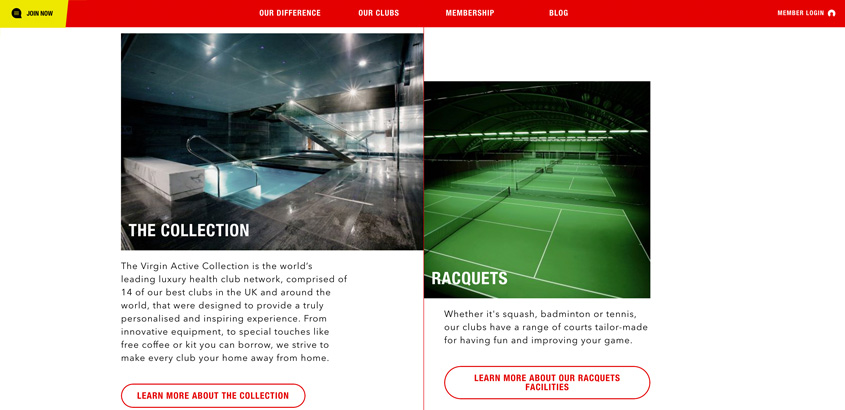 JOIN NOW
OUR DIFFERENCE
OUR CLUBS
MEMBERSHIP
BLOG
MEMBER LOGIN
THE COLLECTION
The Virgin Active Collection is the world's
leading luxury health club network, comprised of
14 of our best clubs in the UK and around the
world, that were designed to provide a truly
personalised and inspiring experience. From
innovative equipment, to special touches like
free coffee or kit you can borrow, we strive to
make every club your home away from home.
LEARN MORE ABOUT THE COLLECTION
RACQUETS
Whether it's squash, badminton or tennis,
our clubs have a range of courts tailor-made
for having fun and improving your game.
LEARN MORE ABOUT OUR RACQUETS
FACILITIES